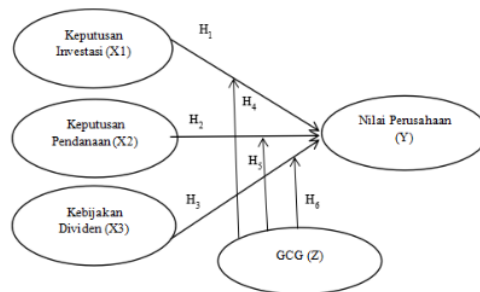 Keputusan
Investasi (X1)
H1
H4
Keputusan
Pendanaan (X2)
H2
Nilai Perusahaan
(Y)
H5
Kebijakan
Dividen (X3)
H3
H6
GCG (Z)